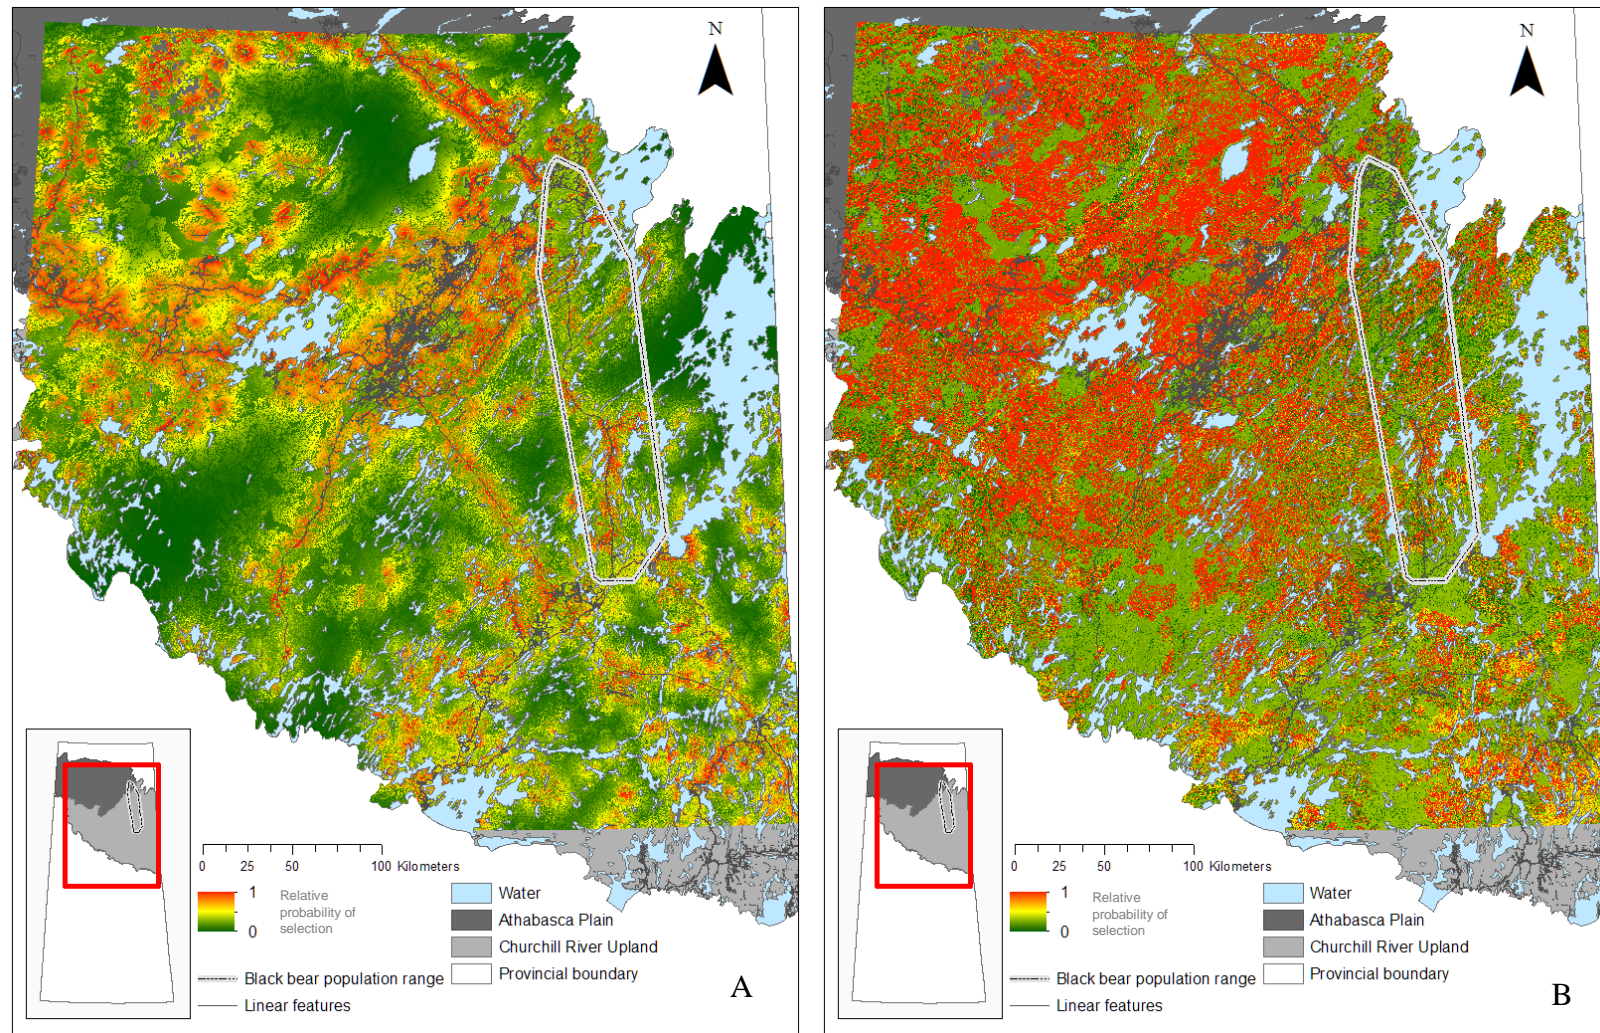 N
0 50 100 Kilometers
1
0
Relative
probability of
selection
Water
Athabasca Plain
Churchill River Upland
Provincial boundary
Black bear population range
Linear features
A
N
0 50 100 Kilometers
1
0
Relative
probability of
selection
Water
Athabasca Plain
Churchill River Upland
Provincial boundary
Black bear population range
Linear features
B